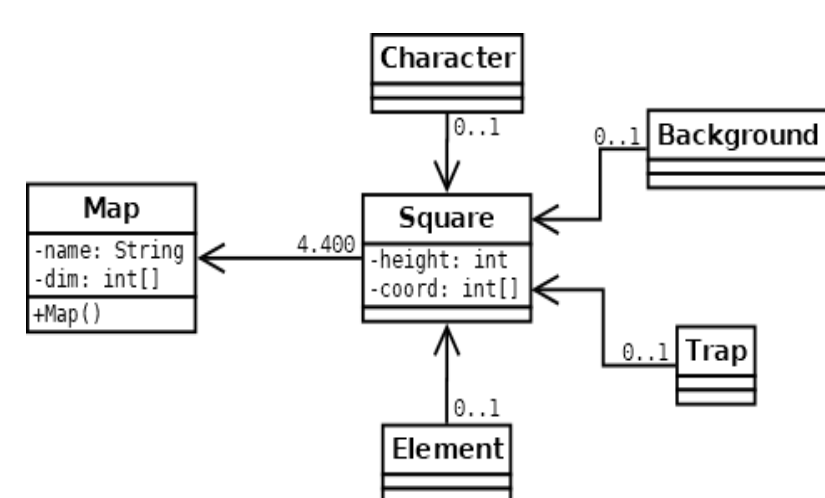 Character
0..1
0..1
Background
Map
-name: String
-dim: int[]
+Map()
4.400
Square
-height: int
-coord: int[]
0..1
Trap
0..1
Element